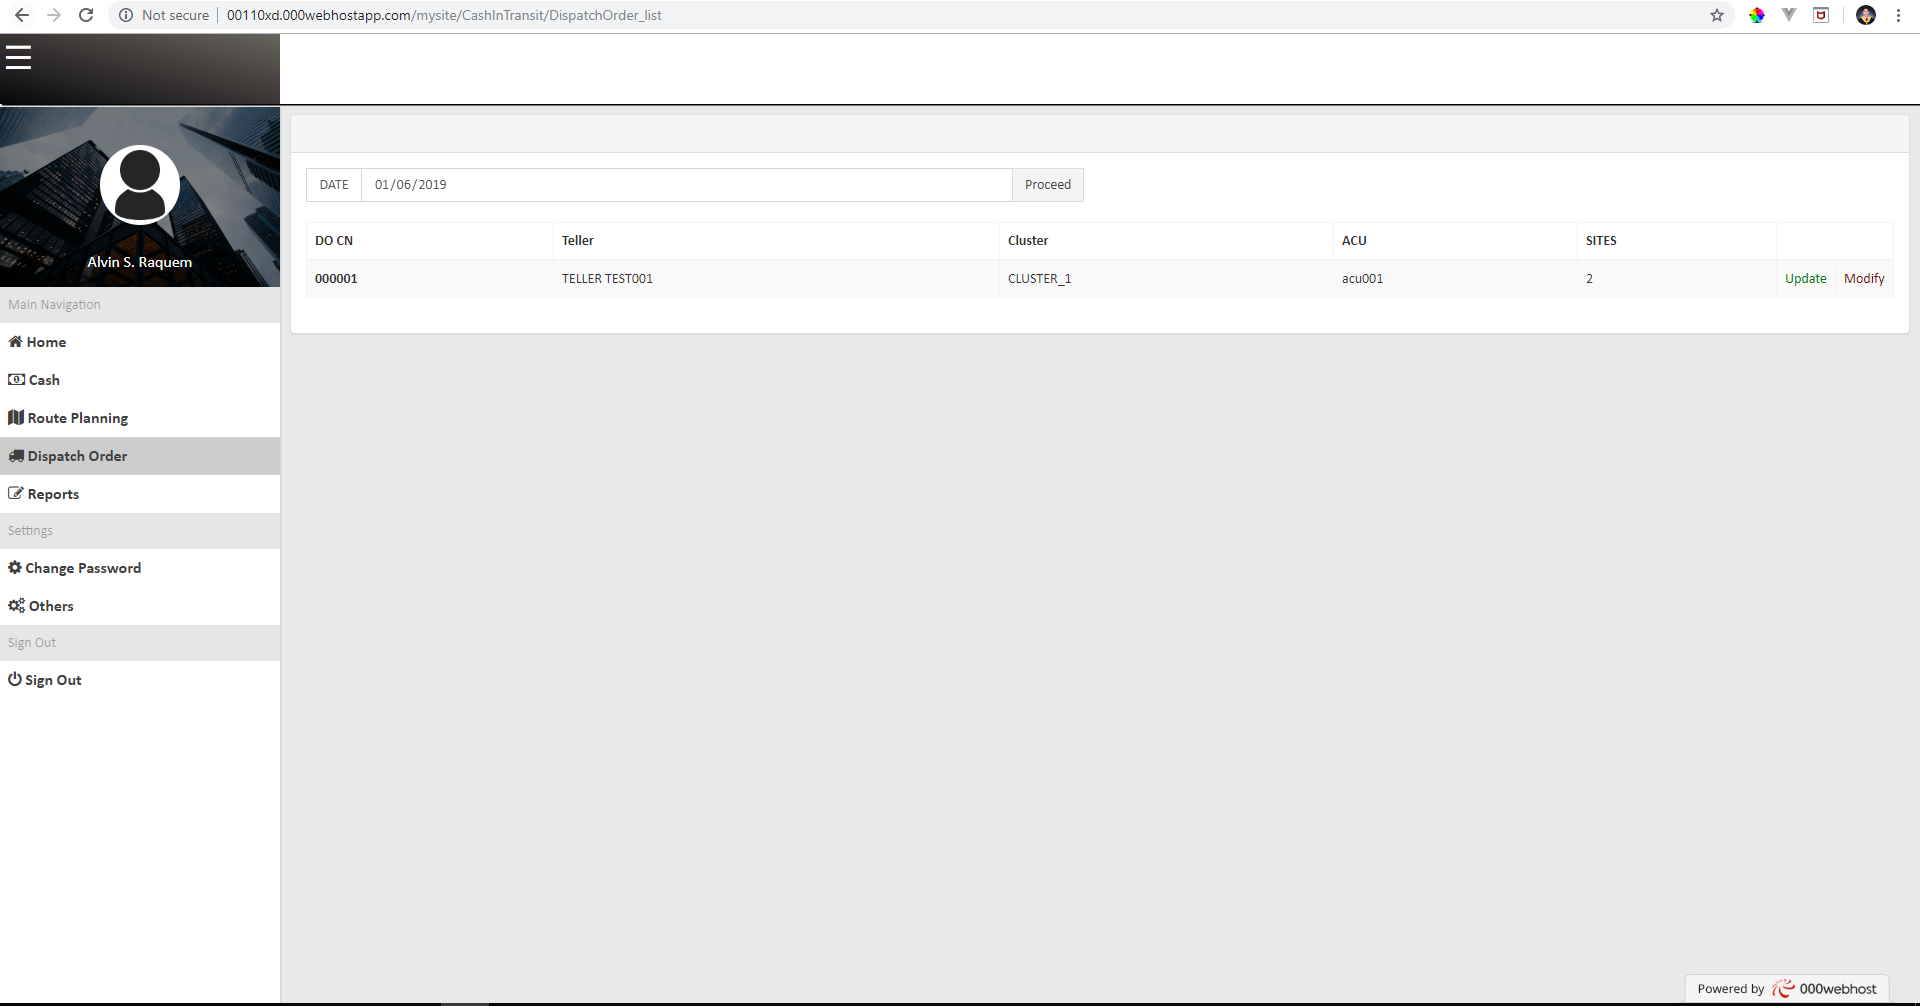 Not secure 00110xd.000webhostapp.com/mysite/CashInTransit/DispatchOrder_list
Alvin S. Raquem
Main Navigation
Home
Cash
Route Planning
Dispatch Order
Reports
Settings
Change Password
Others
Sign Out
Sign Out
DATE 01/06/2019 Proceed
DO CN Teller Cluster ACU SITES
000001 TELLER TEST001 CLUSTER_1 acu001 2 Update Modify
Powered by 000webhost